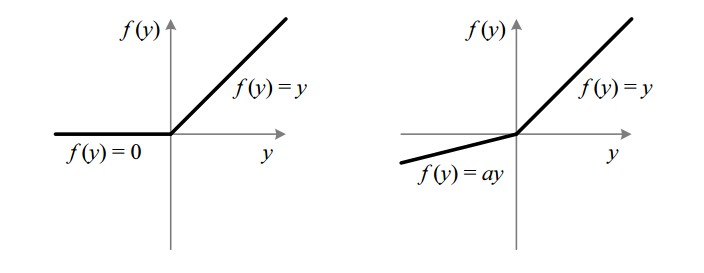 f(y)
f(y) = y
f(y) = 0
y
f(y)
f(y) = y
f(y) = ay
y